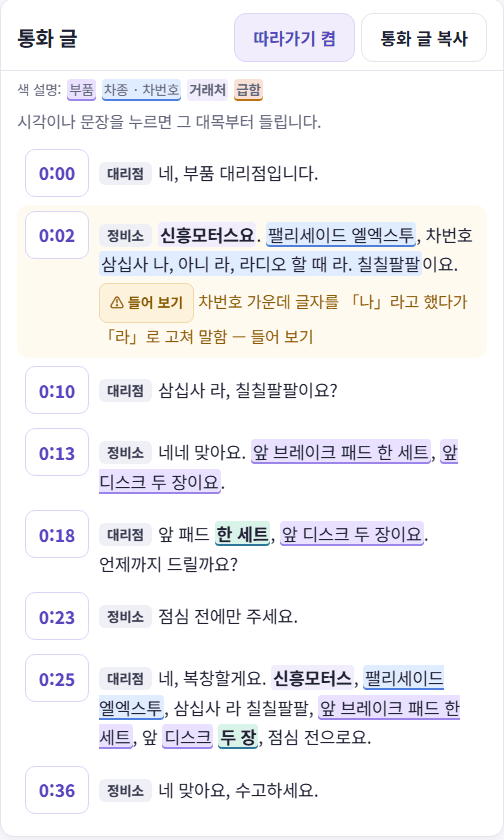 통화 글
따라가기 켬
통화 글 복사
색 설명: 부품 차종 · 차번호 거래처 급함
시각이나 문장을 누르면 그 대목부터 들립니다.
0:00 대리점 네, 부품 대리점입니다.
0:02 정비소 신흥모터스요. 팰리세이드 엘엑스투, 차번호
삼십사 나, 아니 라, 라디오 할 때 라. 칠칠팔팔이요.
⚠ 들어 보기 차번호 가운데 글자를 「나」라고 했다가
「라」로 고쳐 말함 — 들어 보기
0:10 대리점 삼십사 라, 칠칠팔팔이요?
0:13 정비소 네네 맞아요. 앞 브레이크 패드 한 세트, 앞
디스크 두 장이요.
0:18 대리점 앞 패드 한 세트, 앞 디스크 두 장이요.
언제까지 드릴까요?
0:23 정비소 점심 전에만 주세요.
0:25 대리점 네, 복창할게요. 신흥모터스, 팰리세이드
엘엑스투, 삼십사 라 칠칠팔팔, 앞 브레이크 패드 한
세트, 앞 디스크 두 장, 점심 전으로요.
0:36 정비소 네 맞아요, 수고하세요.